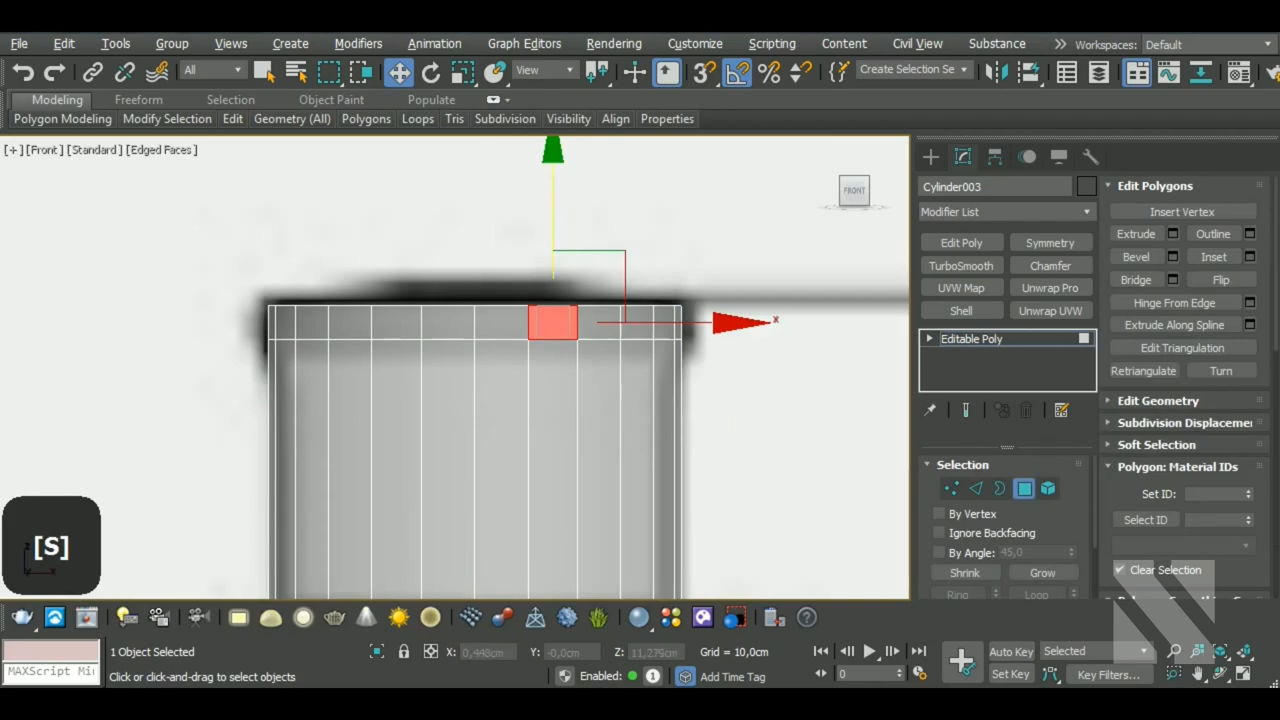 File Edit Tools Group Views Create Modifiers Animation Graph Editors Rendering Customize Scripting Content Civil View Substance Workspaces: Default
All View Create Selection Se
Modeling Freeform Selection Object Paint Populate
Polygon Modeling Modify Selection Edit Geometry (All) Polygons Loops Tris Subdivision Visibility Align Properties
[+] [Front] [Standard] [Edged Faces]
FRONT
x
[S]
Cylinder003
Modifier List
Edit Poly Symmetry
TurboSmooth Chamfer
UVW Map Unwrap Pro
Shell Unwrap UVW
Editable Poly
Selection
By Vertex
Ignore Backfacing
By Angle: 45,0
Shrink Grow
Ring Loop
Edit Polygons
Insert Vertex
Extrude Outline
Bevel Inset
Bridge Flip
Hinge From Edge
Extrude Along Spline
Edit Triangulation
Retriangulate Turn
Edit Geometry
Subdivision Displacemen
Soft Selection
Polygon: Material IDs
Set ID:
Select ID
Clear Selection
1 Object Selected X: 0,448cm Y: -0,0cm Z: 11,279cm Grid = 10,0cm Auto Key Selected
MAXScript Mi Click or click-and-drag to select objects Enabled: 1 Add Time Tag 0 Set Key Key Filters...